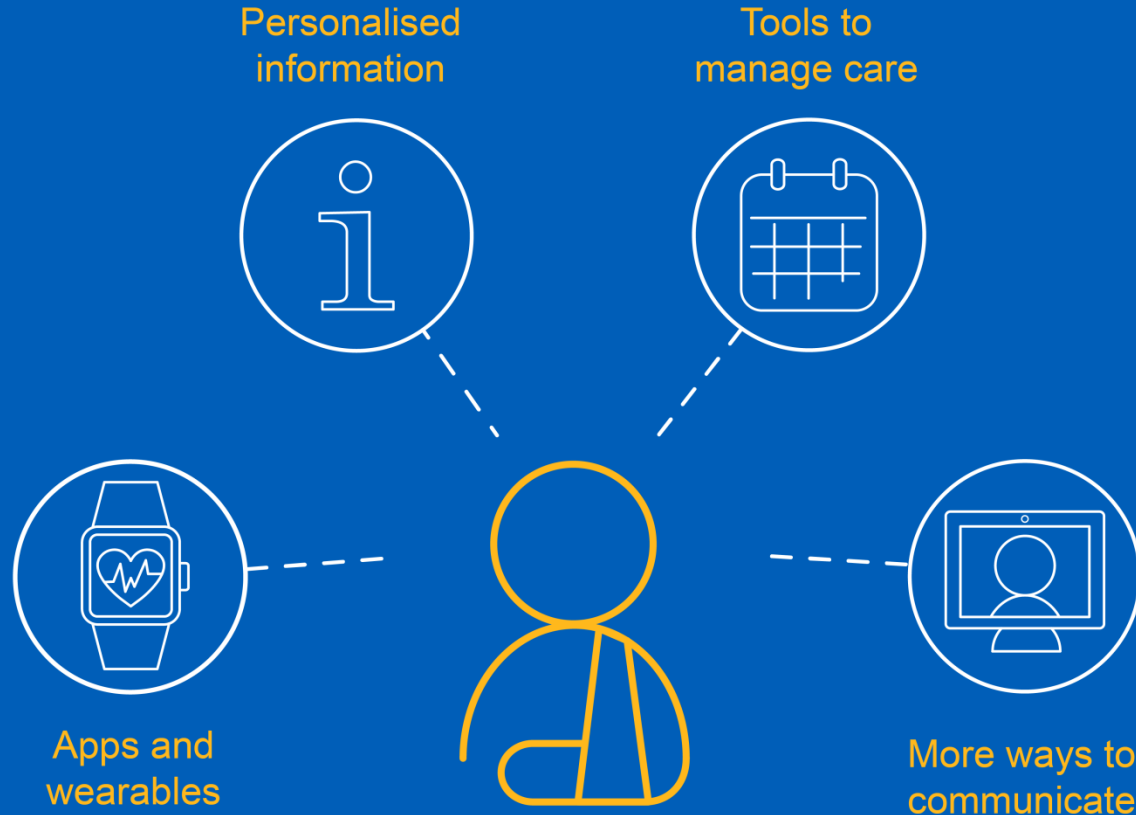 Personalised
information
Tools to
manage care
Apps and
wearables
More ways to
communicate